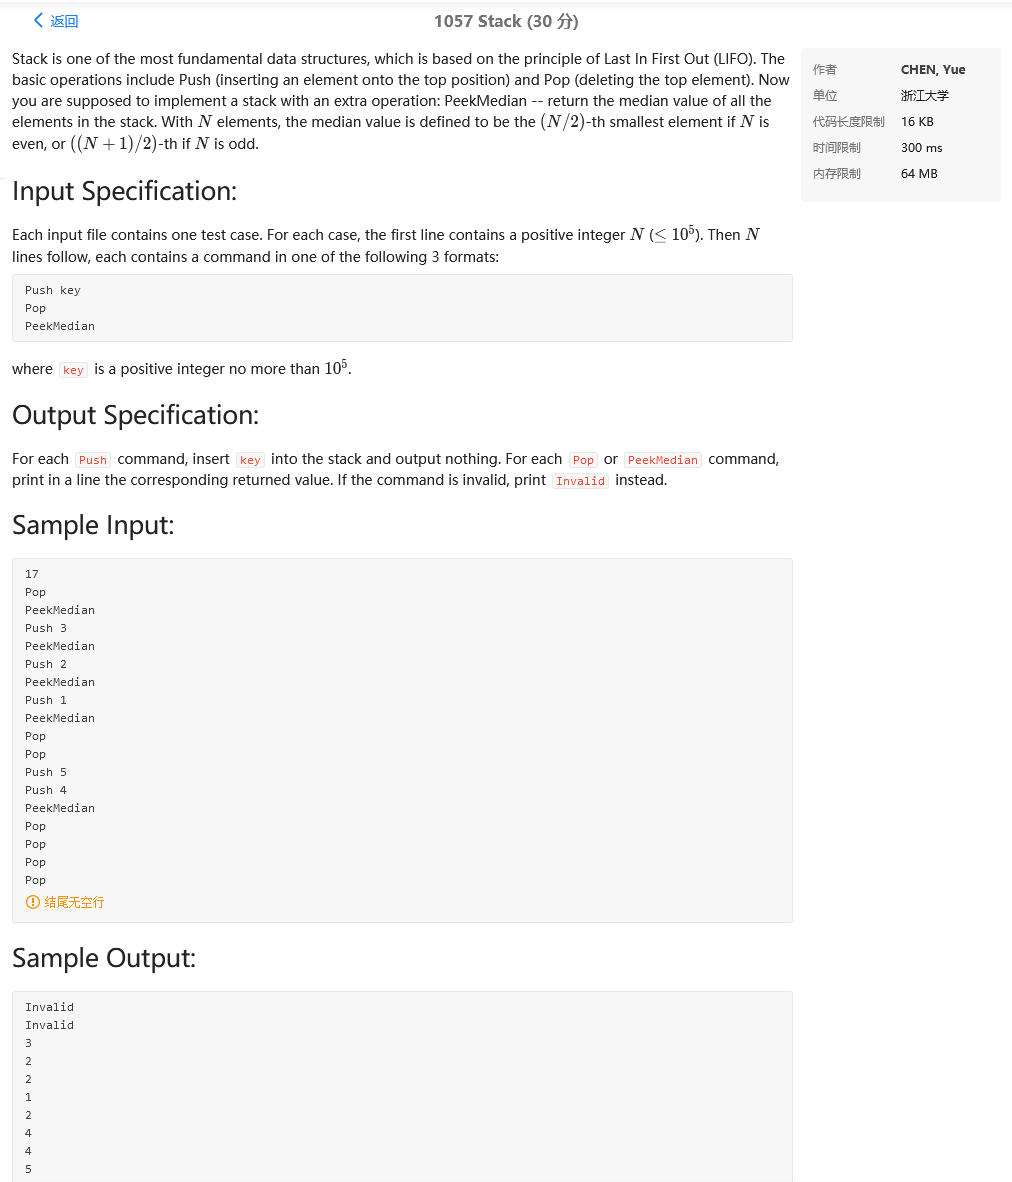 返回
1057 Stack (30 分)
Stack is one of the most fundamental data structures, which is based on the principle of Last In First Out (LIFO). The
basic operations include Push (inserting an element onto the top position) and Pop (deleting the top element). Now
you are supposed to implement a stack with an extra operation: PeekMedian -- return the median value of all the
elements in the stack. With N elements, the median value is defined to be the (N/2)-th smallest element if N is
even, or ((N + 1)/2)-th if N is odd.
作者 CHEN, Yue
单位 浙江大学
代码长度限制 16 KB
时间限制 300 ms
内存限制 64 MB
Input Specification:
Each input file contains one test case. For each case, the first line contains a positive integer N (≤ 10⁵). Then N
lines follow, each contains a command in one of the following 3 formats:
Push key
Pop
PeekMedian
where key is a positive integer no more than 10⁵.
Output Specification:
For each Push command, insert key into the stack and output nothing. For each Pop or PeekMedian command,
print in a line the corresponding returned value. If the command is invalid, print Invalid instead.
Sample Input:
17
Pop
PeekMedian
Push 3
PeekMedian
Push 2
PeekMedian
Push 1
PeekMedian
Pop
Pop
Push 5
Push 4
PeekMedian
Pop
Pop
Pop
Pop
结尾无空行
Sample Output:
Invalid
Invalid
3
2
2
1
2
4
4
5